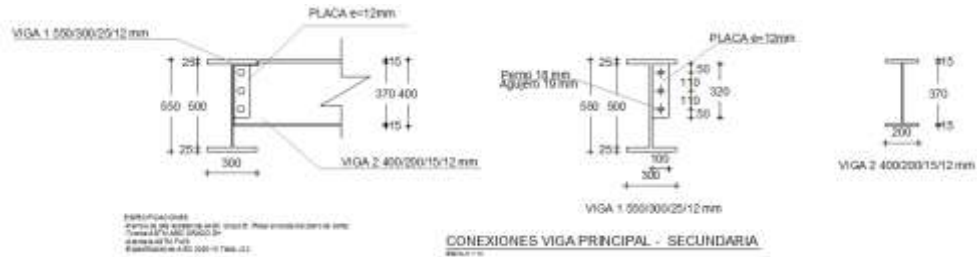 PLACA e=12mm
VIGA 1 550/300/25/12 mm
25
550 500
25
300
15
370 400
15
VIGA 2 400/200/15/12 mm
PLACA e=12mm
Perno 18 mm
Agujero 19 mm
25
550 500
25
50
110
110
50
320
100
300
VIGA 1 550/300/25/12 mm
15
370
15
200
VIGA 2 400/200/15/12 mm
ESPECIFICACIONES
CONEXIONES VIGA PRINCIPAL - SECUNDARIA